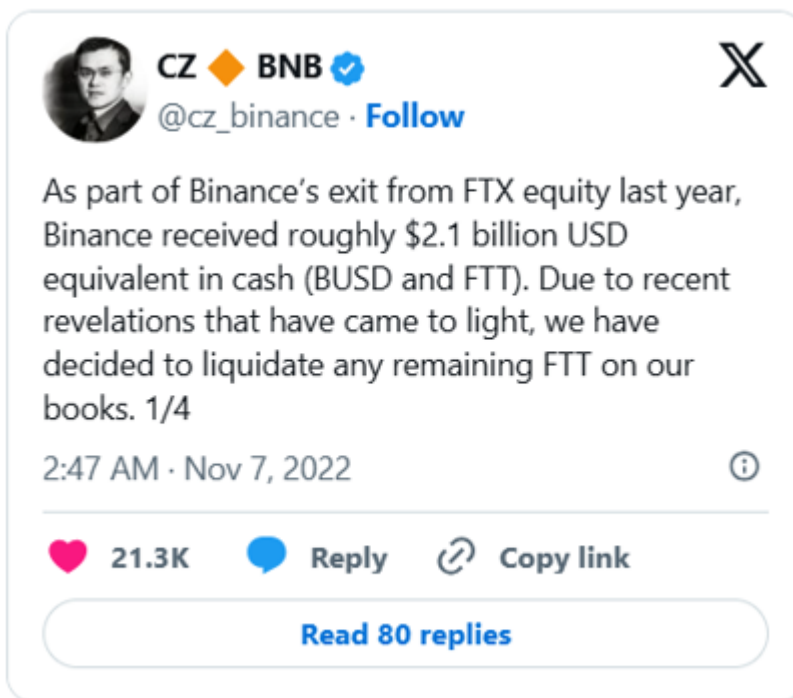 CZ 🔶 BNB
@cz_binance · Follow
As part of Binance’s exit from FTX equity last year,
Binance received roughly $2.1 billion USD
equivalent in cash (BUSD and FTT). Due to recent
revelations that have came to light, we have
decided to liquidate any remaining FTT on our
books. 1/4
2:47 AM · Nov 7, 2022
21.3K Reply Copy link
Read 80 replies